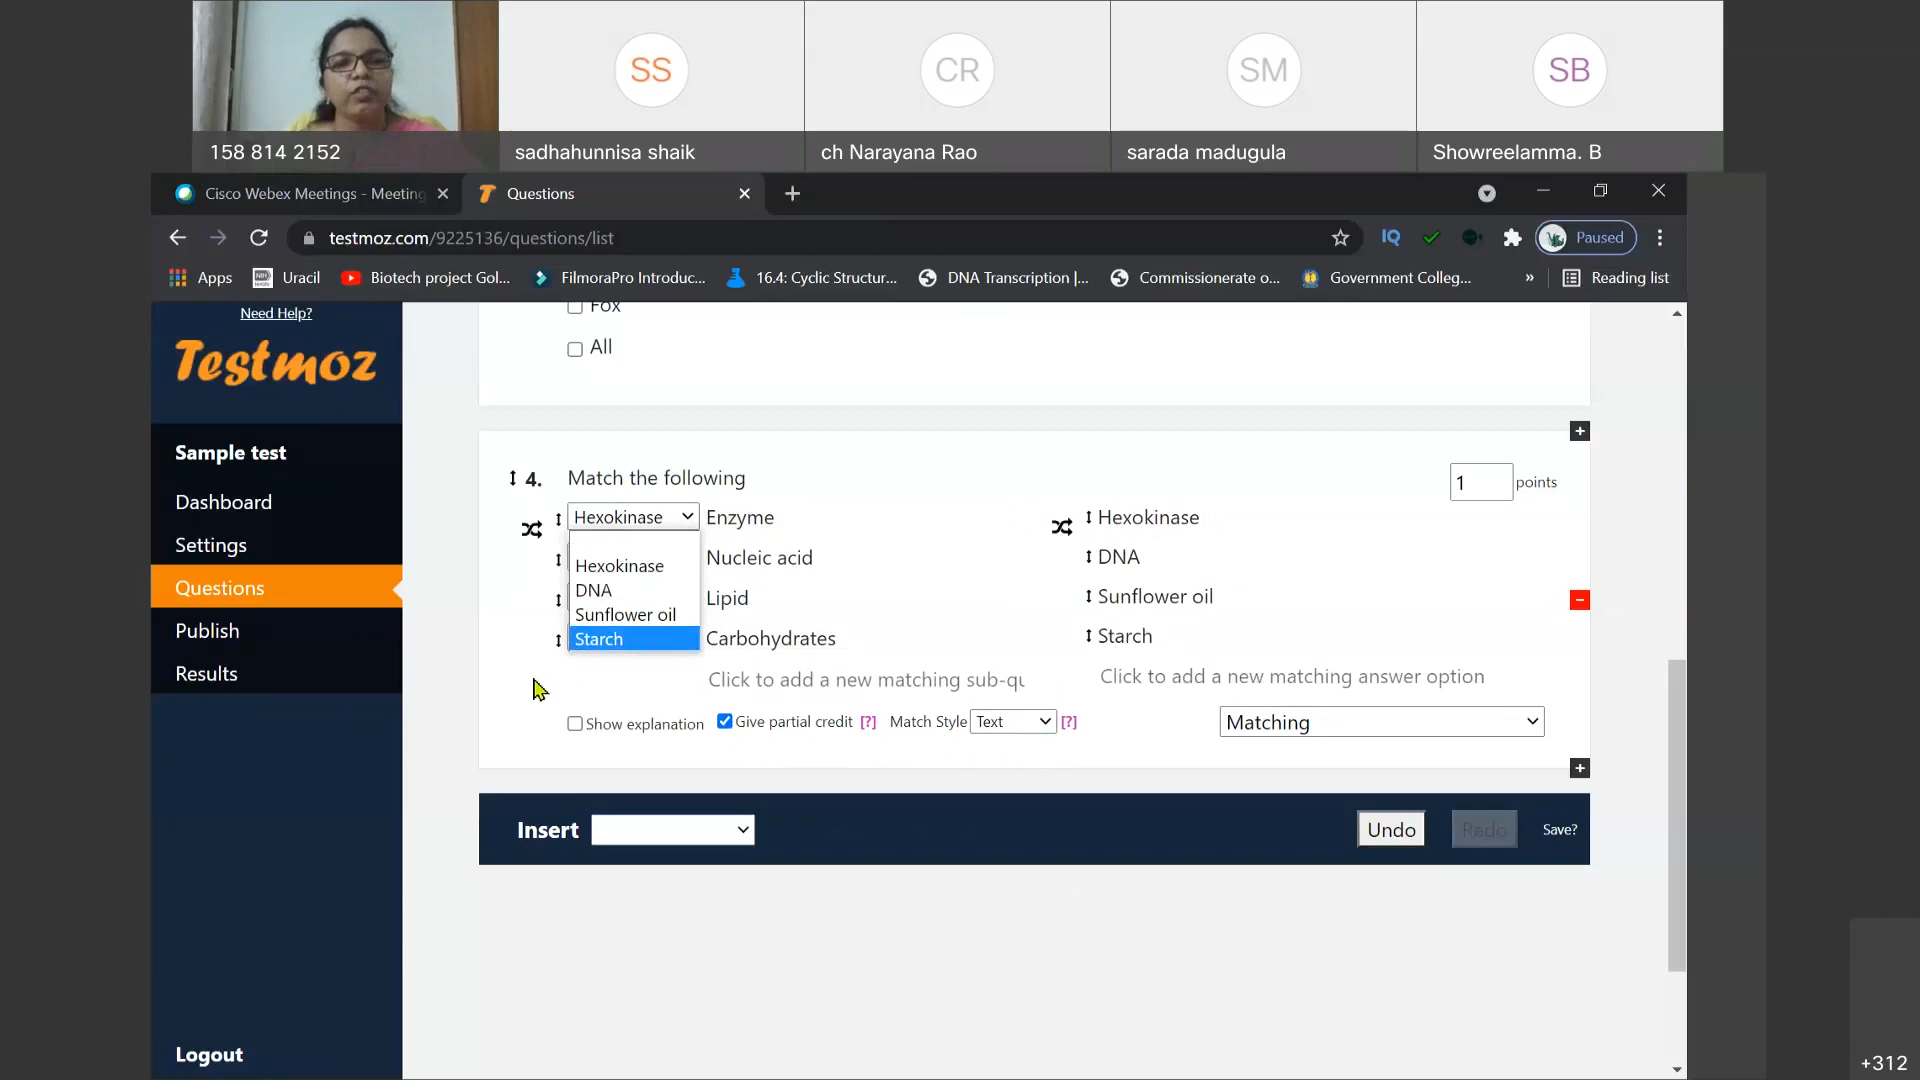 SS
CR
SM
SB
158 814 2152
sadhahunnisa shaik
ch Narayana Rao
sarada madugula
Showreelamma. B
Cisco Webex Meetings - Meeting
Questions
testmoz.com/9225136/questions/list
IQ
Paused
Apps
Uracil
Biotech project Gol...
FilmoraPro Introduc...
16.4: Cyclic Structur...
DNA Transcription |...
Commissionerate o...
Government Colleg...
»
Reading list
Need Help?
Testmoz
Sample test
Dashboard
Settings
Questions
Publish
Results
Logout
Fox
All
4. Match the following
1 points
Hexokinase Enzyme
Hexokinase
Nucleic acid
DNA
Lipid
Sunflower oil
Carbohydrates
Starch
Hexokinase
DNA
Sunflower oil
Starch
Click to add a new matching sub-qu
Click to add a new matching answer option
Show explanation
Give partial credit [?]
Match Style Text [?]
Matching
Insert
Undo
Redo
Save?
+312